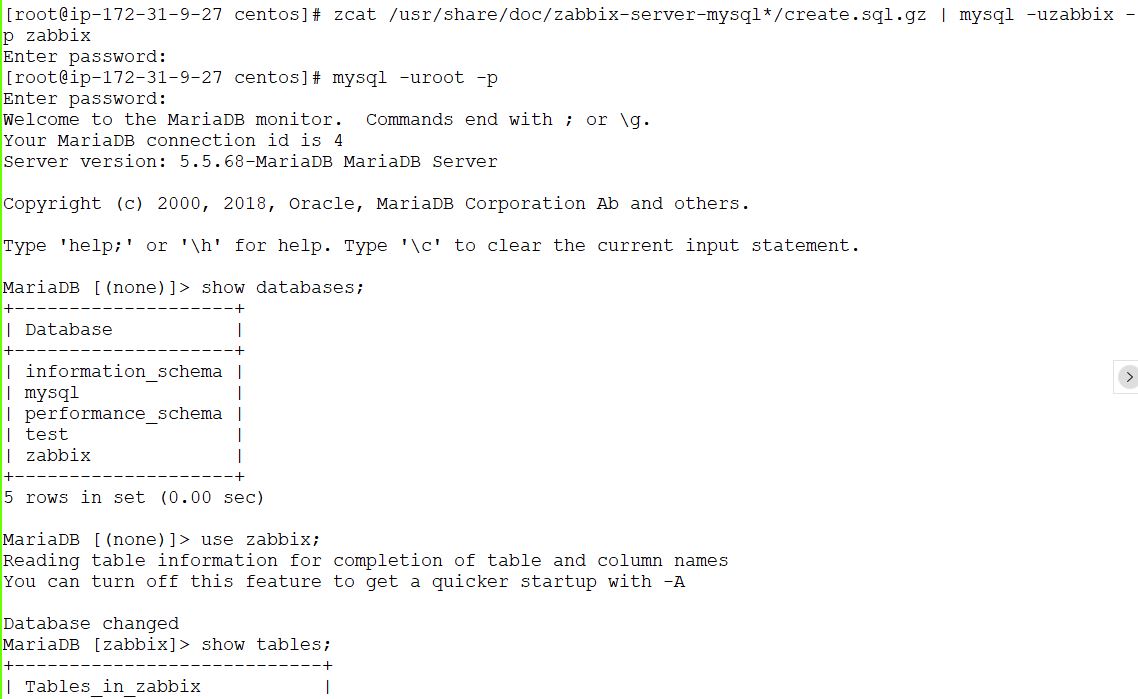 [root@ip-172-31-9-27 centos]# zcat /usr/share/doc/zabbix-server-mysql*/create.sql.gz | mysql -uzabbix -
p zabbix
Enter password:
[root@ip-172-31-9-27 centos]# mysql -uroot -p
Enter password:
Welcome to the MariaDB monitor.  Commands end with ; or \g.
Your MariaDB connection id is 4
Server version: 5.5.68-MariaDB MariaDB Server

Copyright (c) 2000, 2018, Oracle, MariaDB Corporation Ab and others.

Type 'help;' or '\h' for help. Type '\c' to clear the current input statement.

MariaDB [(none)]> show databases;
+--------------------+
| Database           |
+--------------------+
| information_schema |
| mysql              |
| performance_schema |
| test               |
| zabbix             |
+--------------------+
5 rows in set (0.00 sec)

MariaDB [(none)]> use zabbix;
Reading table information for completion of table and column names
You can turn off this feature to get a quicker startup with -A

Database changed
MariaDB [zabbix]> show tables;
+----------------------------+
| Tables_in_zabbix           |